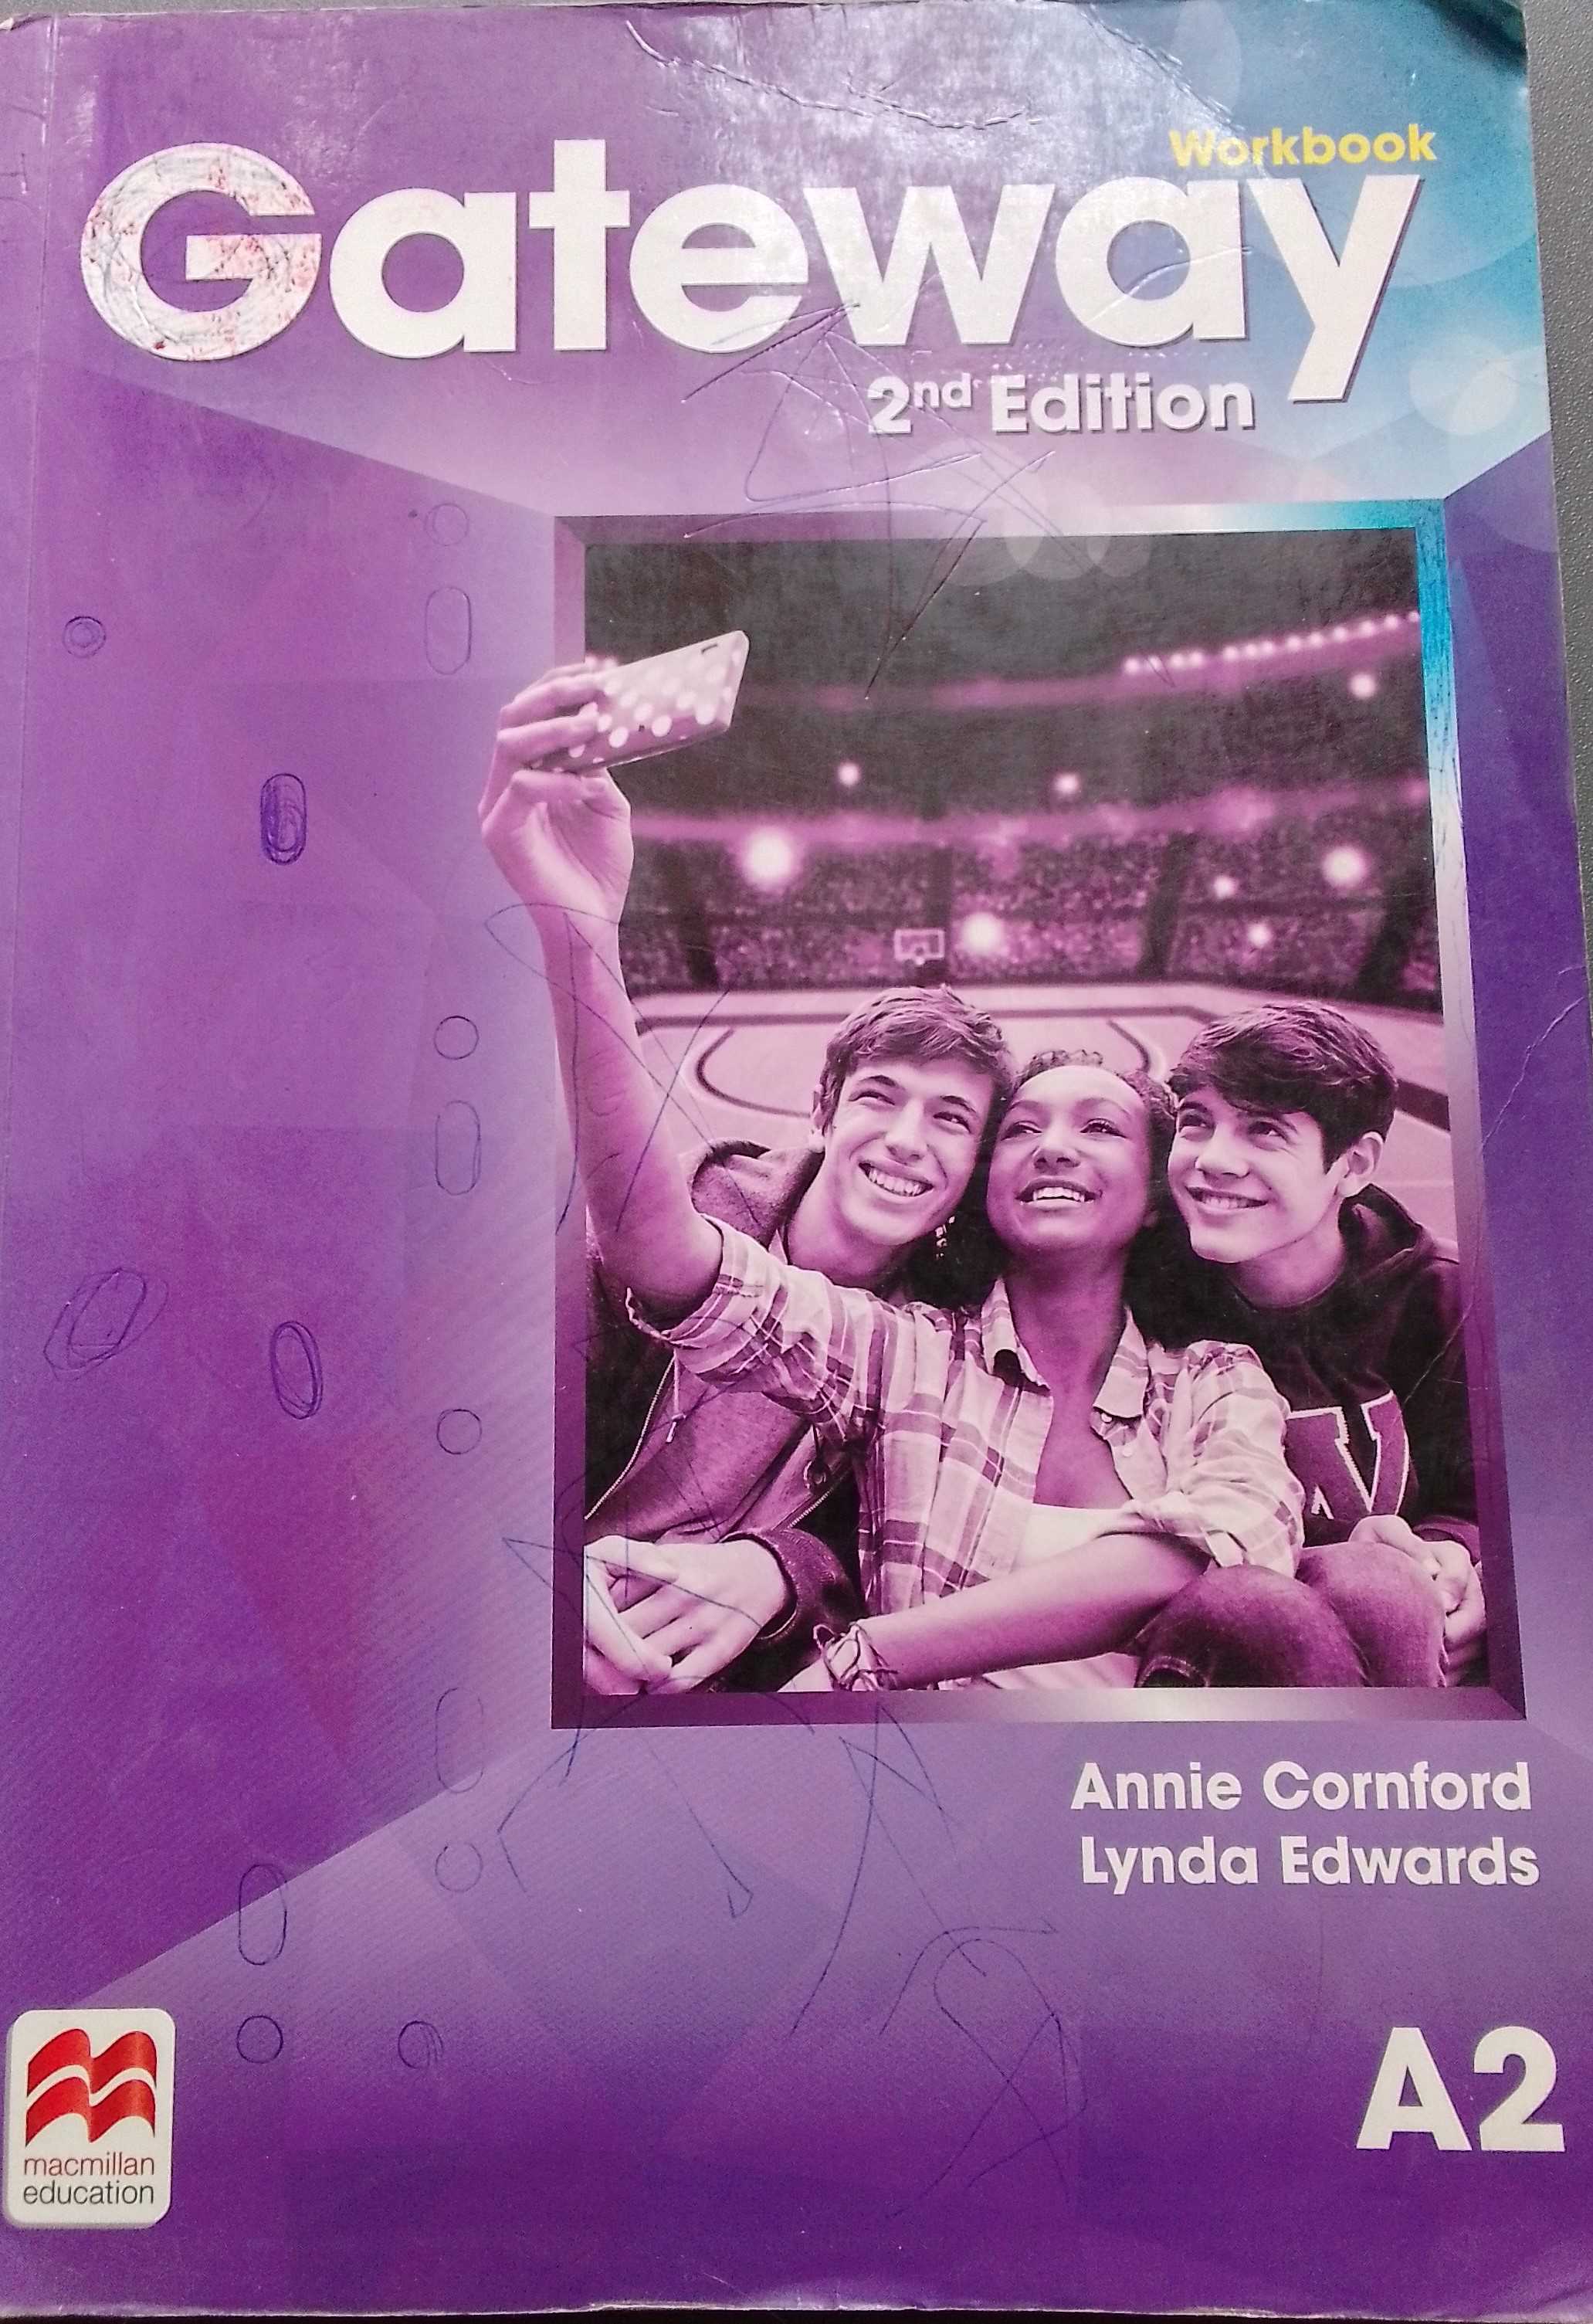 Workbook
Gateway
2nd Edition
V
Annie Cornford
Lynda Edwards
A2
macmillan
education